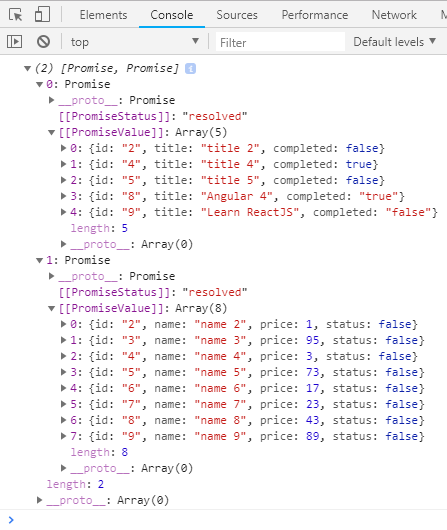 Elements Console Sources Performance M
top Filter Default levels
(2) [Promise, Promise] i
0: Promise
__proto__: Promise
[[PromiseStatus]]: "resolved"
[[PromiseValue]]: Array(5)
0: {id: "2", title: "title 2", completed: false}
1: {id: "4", title: "title 4", completed: true}
2: {id: "5", title: "title 5", completed: false}
3: {id: "8", title: "Angular 4", completed: "true"}
4: {id: "9", title: "Learn ReactJS", completed: "false"}
length: 5
__proto__: Array(0)
1: Promise
__proto__: Promise
[[PromiseStatus]]: "resolved"
[[PromiseValue]]: Array(8)
0: {id: "2", name: "name 2", price: 1, status: false}
1: {id: "3", name: "name 3", price: 95, status: false}
2: {id: "4", name: "name 4", price: 3, status: false}
3: {id: "5", name: "name 5", price: 73, status: false}
4: {id: "6", name: "name 6", price: 17, status: false}
5: {id: "7", name: "name 7", price: 23, status: false}
6: {id: "8", name: "name 8", price: 43, status: false}
7: {id: "9", name: "name 9", price: 89, status: false}
length: 8
__proto__: Array(0)
length: 2
__proto__: Array(0)